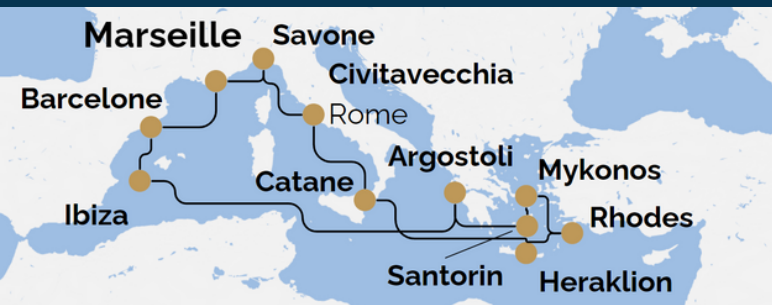 Marseille
Savone
Civitavecchia
Barcelone
Rome
Argostoli
Mykonos
Catane
Ibiza
Rhodes
Santorin
Heraklion